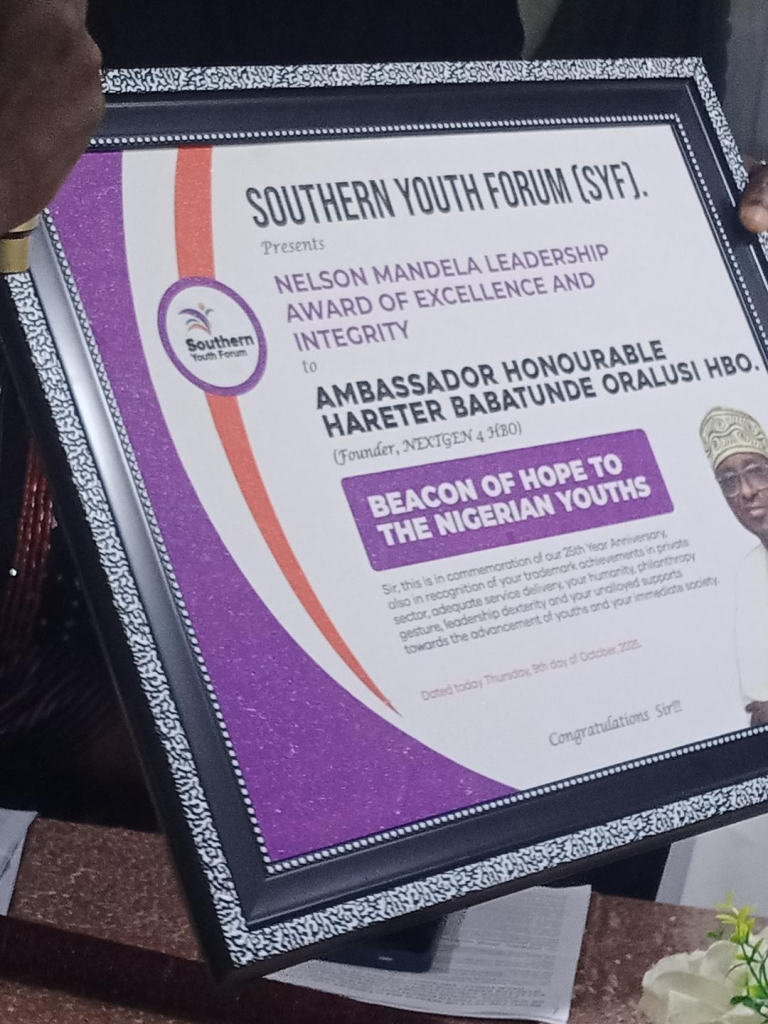 SOUTHERN YOUTH FORUM (SYF).
Presents
NELSON MANDELA LEADERSHIP
AWARD OF EXCELLENCE AND
INTEGRITY
Southern
Youth Forum
to
AMBASSADOR HONOURABLE
HARETER BABATUNDE ORALUSI HBO.
(Founder, NEXTGEN 4 HBO)
BEACON OF HOPE TO
THE NIGERIAN YOUTHS
Sir, this is in commemoration of our 25th Year Anniversary,
also in recognition of your trademark achievements in private
sector, adequate service delivery, your humanity, philanthropy
gesture, leadership dexterity and your unalloyed supports
towards the advancement of youths and your immediate society.
Dated today Thursday, 9th day of October, 2025.
Congratulations Sir!!!